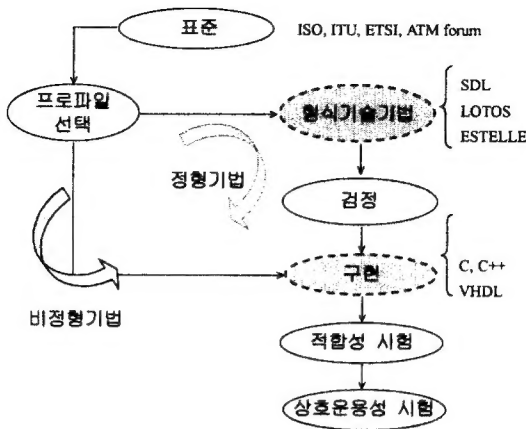 표준
ISO, ITU, ETSI, ATM forum
프로파일
선택
형식기술기법
SDL
LOTOS
ESTELLE
정형기법
검정
구현
C, C++
VHDL
비정형기법
적합성 시험
상호운용성 시험